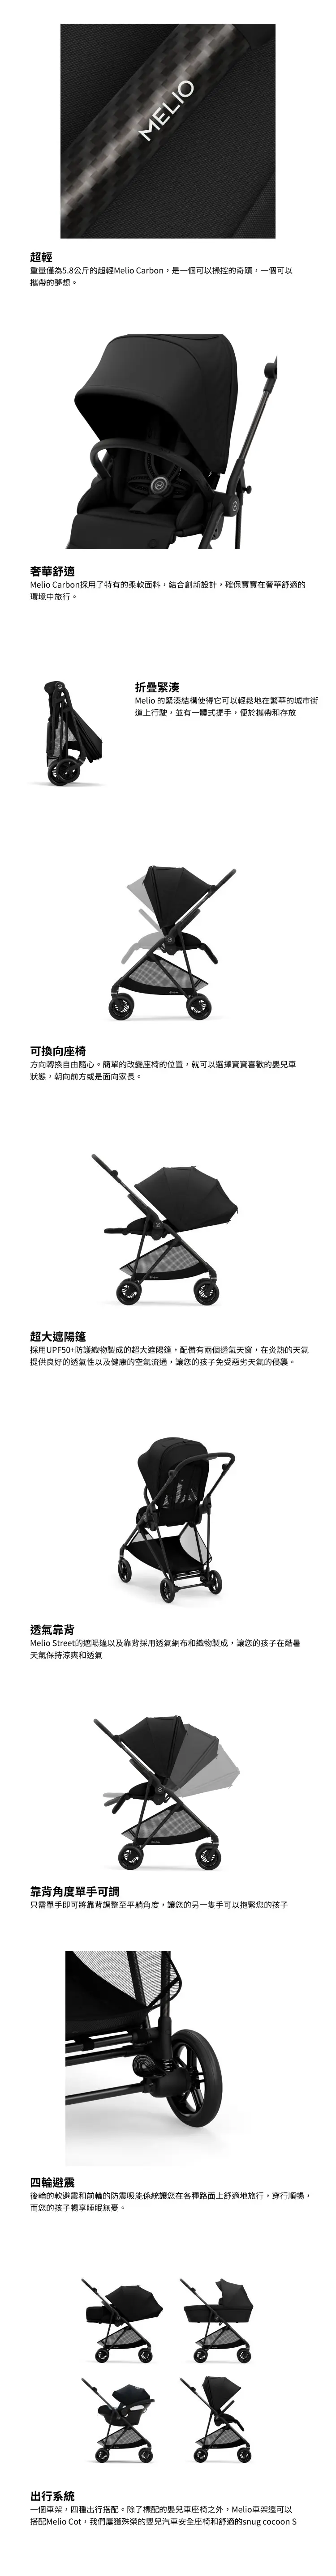 MELIO
超輕
重量僅為5.8公斤的超輕Melio Carbon，是一個可以操控的奇蹟，一個可以
攜帶的夢想。
奢華舒適
Melio Carbon採用了特有的柔軟面料，結合創新設計，確保寶寶在奢華舒適的
環境中旅行。
折疊緊湊
Melio 的緊湊結構使得它可以輕鬆地在繁華的城市街
道上行駛，並有一體式提手，便於攜帶和存放
可換向座椅
方向轉換自由隨心。簡單的改變座椅的位置，就可以選擇寶寶喜歡的嬰兒車
狀態，朝向前方或是面向家長。
超大遮陽篷
採用UPF50+防護織物製成的超大遮陽篷，配備有兩個透氣天窗，在炎熱的天氣
提供良好的透氣性以及健康的空氣流通，讓您的孩子免受惡劣天氣的侵襲。
透氣靠背
Melio Street的遮陽篷以及靠背採用透氣網布和織物製成，讓您的孩子在酷暑
天氣保持涼爽和透氣
靠背角度單手可調
只需單手即可將靠背調整至平躺角度，讓您的另一隻手可以抱緊您的孩子
四輪避震
後輪的軟避震和前輪的防震吸能係統讓您在各種路面上舒適地旅行，穿行順暢，
而您的孩子暢享睡眠無憂。
出行系統
一個車架，四種出行搭配。除了標配的嬰兒車座椅之外，Melio車架還可以
搭配Melio Cot，我們屢獲殊榮的嬰兒汽車安全座椅和舒適的snug cocoon S